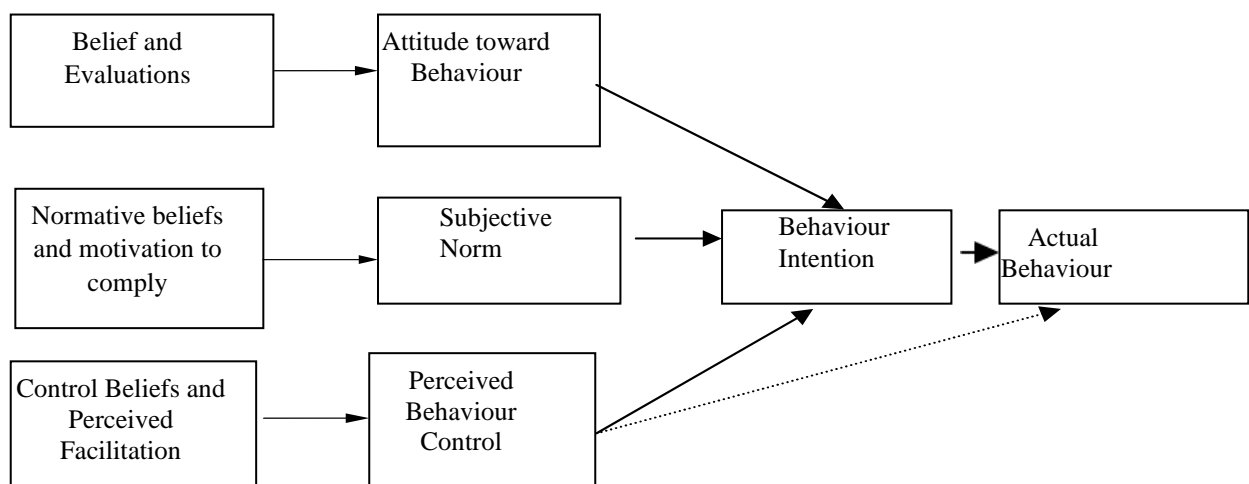 Belief and
Evaluations
Attitude toward
Behaviour
Normative beliefs
and motivation to
comply
Subjective
Norm
Behaviour
Intention
Actual
Behaviour
Control Beliefs and
Perceived
Facilitation
Perceived
Behaviour
Control